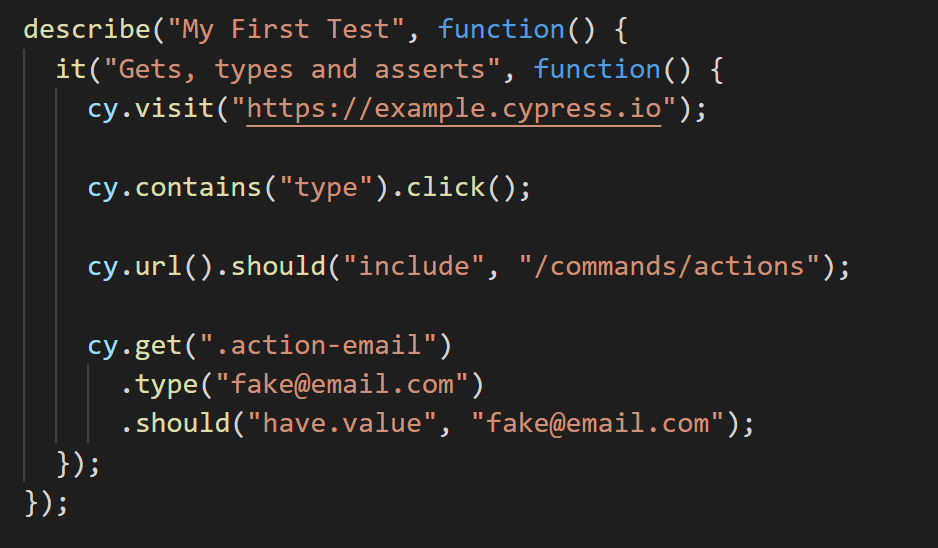 describe("My First Test", function() {
  it("Gets, types and asserts", function() {
    cy.visit("https://example.cypress.io");
    cy.contains("type").click();
    cy.url().should("include", "/commands/actions");
    cy.get(".action-email")
      .type("fake@email.com")
      .should("have.value", "fake@email.com");
  });
});